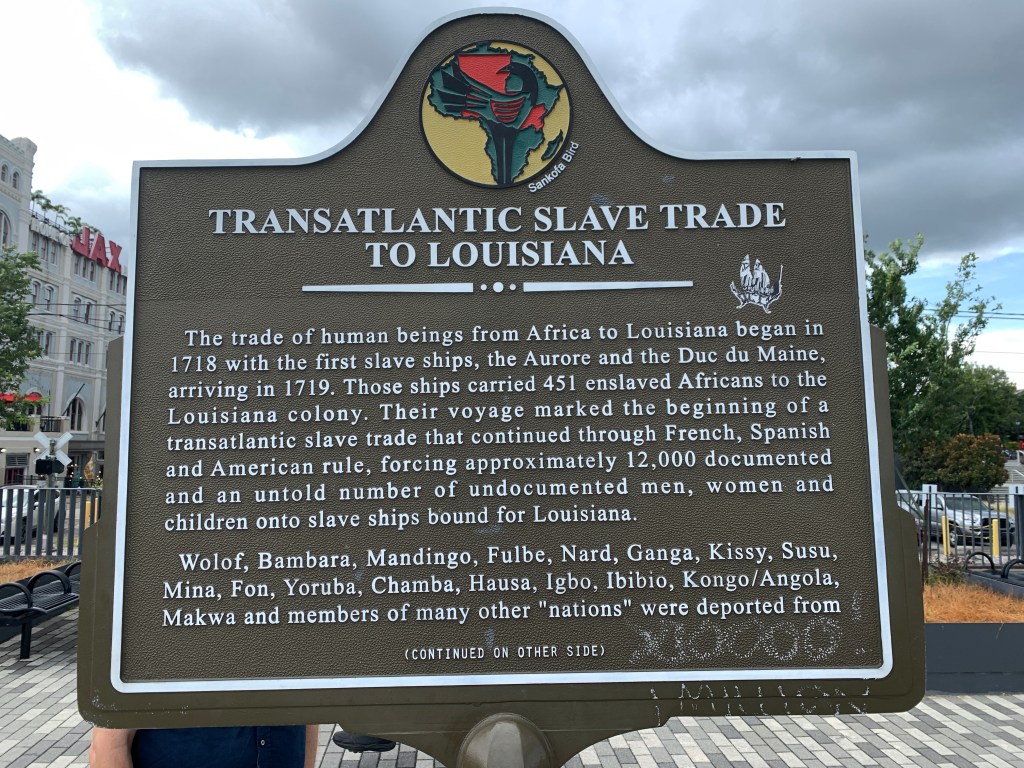 Sankofa Bird
TRANSATLANTIC SLAVE TRADE
TO LOUISIANA
JAX
The trade of human beings from Africa to Louisiana began in
1718 with the first slave ships, the Aurore and the Duc du Maine,
arriving in 1719. Those ships carried 451 enslaved Africans to the
Louisiana colony. Their voyage marked the beginning of a
transatlantic slave trade that continued through French, Spanish
and American rule, forcing approximately 12,000 documented
and an untold number of undocumented men, women and
children onto slave ships bound for Louisiana.
Wolof, Bambara, Mandingo, Fulbe, Nard, Ganga, Kissy, Susu,
Mina, Fon, Yoruba, Chamba, Hausa, Igbo, Ibibio, Kongo/Angola,
Makwa and members of many other "nations" were deported from
(CONTINUED ON OTHER SIDE)
1 MILLION